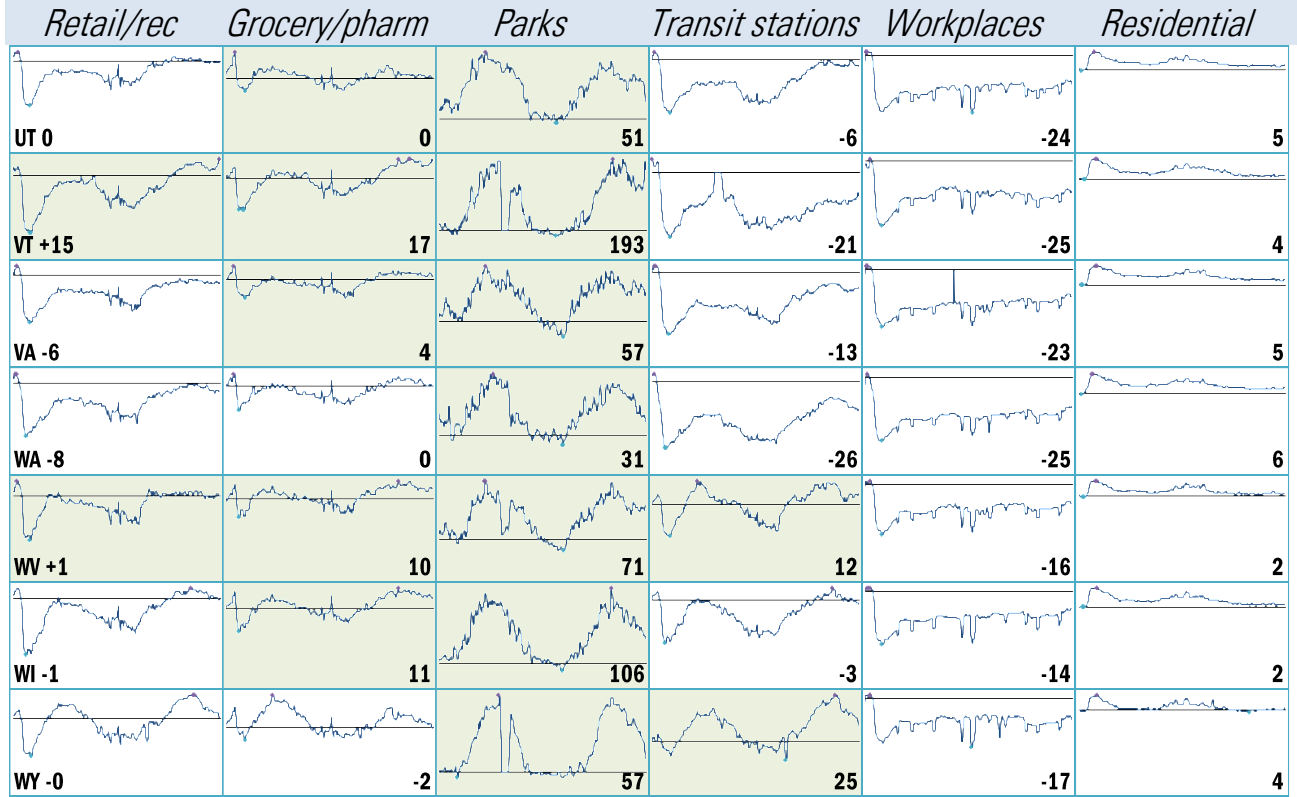 Retail/rec Grocery/pharm Parks Transit stations Workplaces Residential
UT 0 0 51 -6 -24 5
VT +15 17 193 -21 -25 4
VA -6 4 57 -13 -23 5
WA -8 0 31 -26 -25 6
WV +1 10 71 12 -16 2
WI -1 11 106 -3 -14 2
WY -0 -2 57 25 -17 4